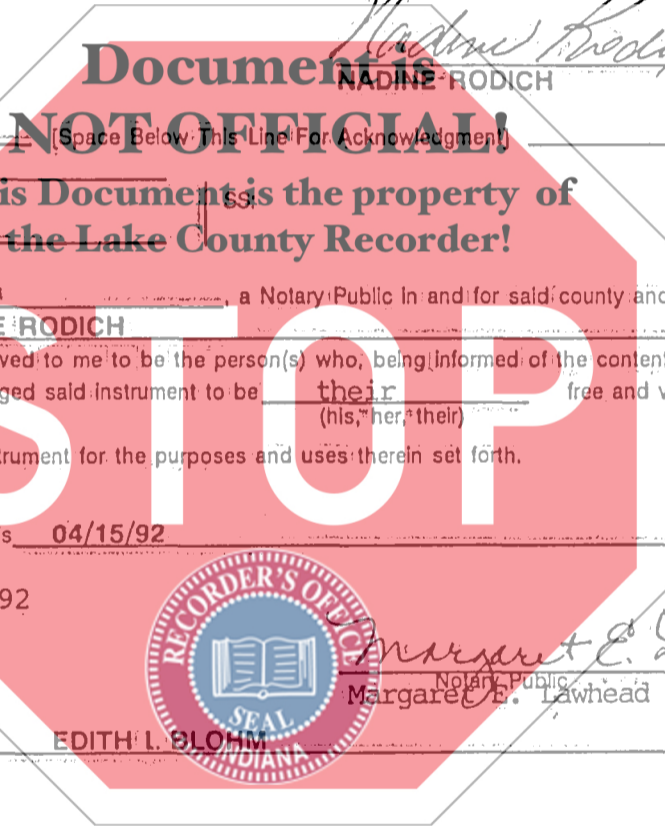 Nadine
Document is
NADINE RODICH
NOT OFFICIAL!
[Space Below This Line For Acknowledgment)
is Document is the property of
SS:
the Lake County Recorder!
, a Notary Public in and for said county and
E RODICH
STOP
ved to me to be the person(s) who, being informed of the content
ged said instrument to be their free and v
(his, her, their)
trument for the purposes and uses therein set forth.
s 04/15/92
92
RECORDER'S OFFICE
SEAL
INDIANA
Margaret E.
Notary Public
Margaret E. Lawhead
EDITH L. BLOHM